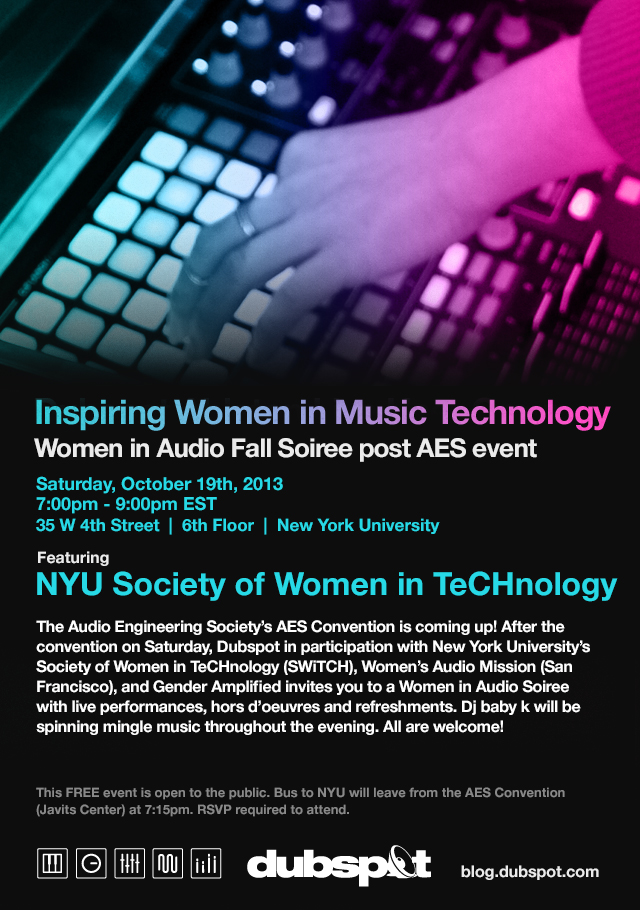 Inspiring Women in Music Technology
Women in Audio Fall Soiree post AES event
Saturday, October 19th, 2013
7:00pm - 9:00pm EST
35 W 4th Street | 6th Floor | New York University
Featuring
NYU Society of Women in TeCHnology
The Audio Engineering Society's AES Convention is coming up! After the
convention on Saturday, Dubspot in participation with New York University's
Society of Women in TeCHnology (SWiTCH), Women's Audio Mission (San
Francisco), and Gender Amplified invites you to a Women in Audio Soiree
with live performances, hors d'oeuvres and refreshments. Dj baby k will be
spinning mingle music throughout the evening. All are welcome!
This FREE event is open to the public. Bus to NYU will leave from the AES Convention
(Javits Center) at 7:15pm. RSVP required to attend.
dubspot
blog.dubspot.com